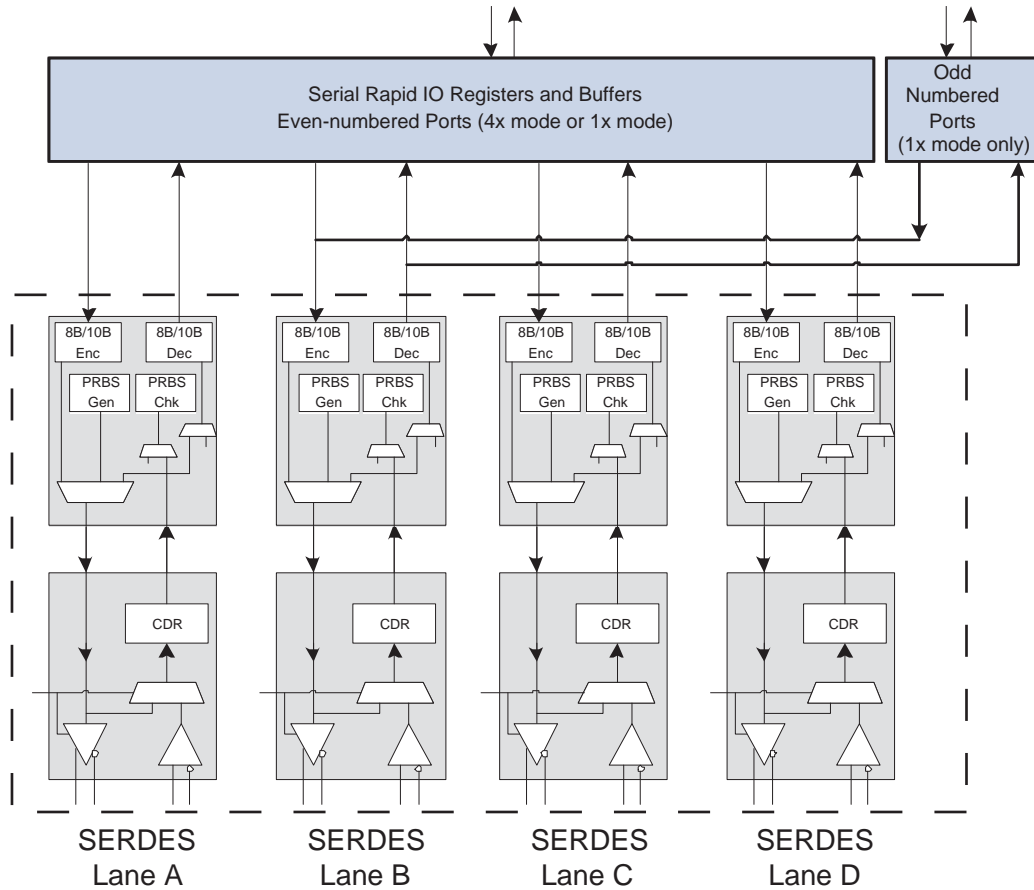 Serial Rapid IO Registers and Buffers
Even-numbered Ports (4x mode or 1x mode)
Odd
Numbered
Ports
(1x mode only)
8B/10B
Enc
8B/10B
Dec
PRBS
Gen
PRBS
Chk
CDR
SERDES
Lane A
8B/10B
Enc
8B/10B
Dec
PRBS
Gen
PRBS
Chk
CDR
SERDES
Lane B
8B/10B
Enc
8B/10B
Dec
PRBS
Gen
PRBS
Chk
CDR
SERDES
Lane C
8B/10B
Enc
8B/10B
Dec
PRBS
Gen
PRBS
Chk
CDR
SERDES
Lane D